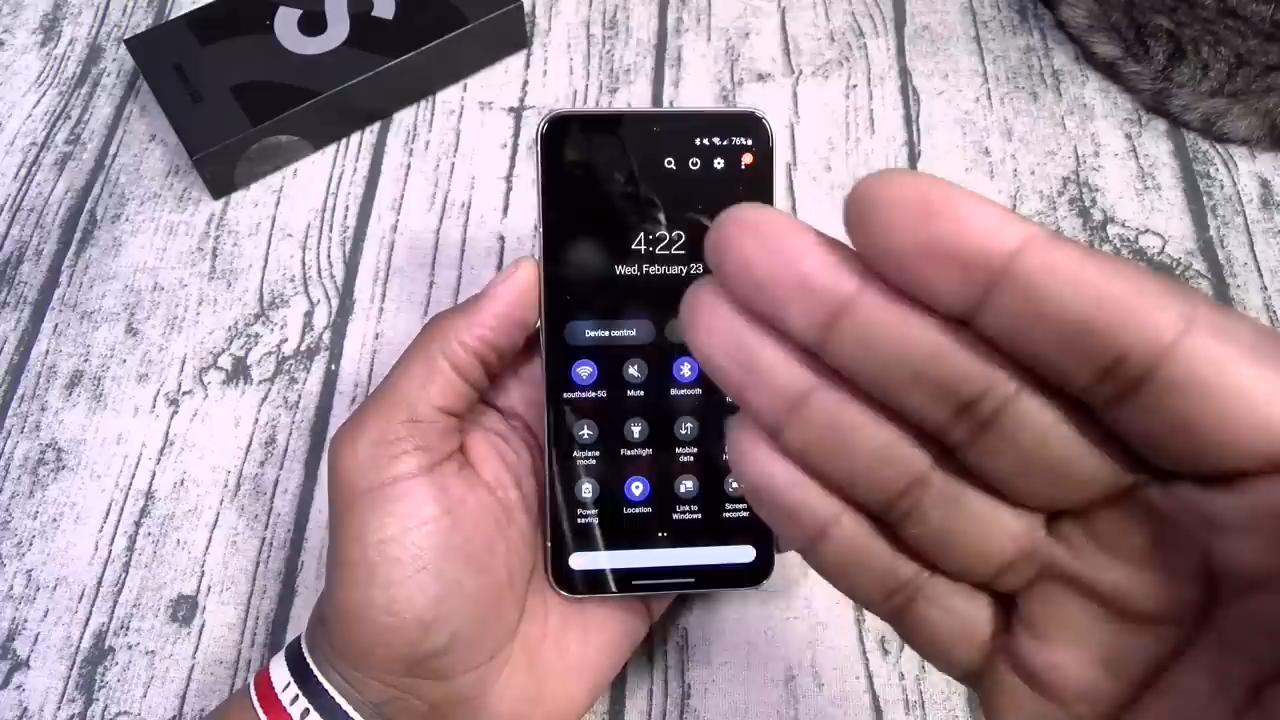 S
76%
4:22
Wed, February 23
Device control
southside-5G
Mute
Bluetooth
Airplane
mode
Flashlight
Mobile
data
Power
saving
Location
Link to
Windows
Screen
recorder